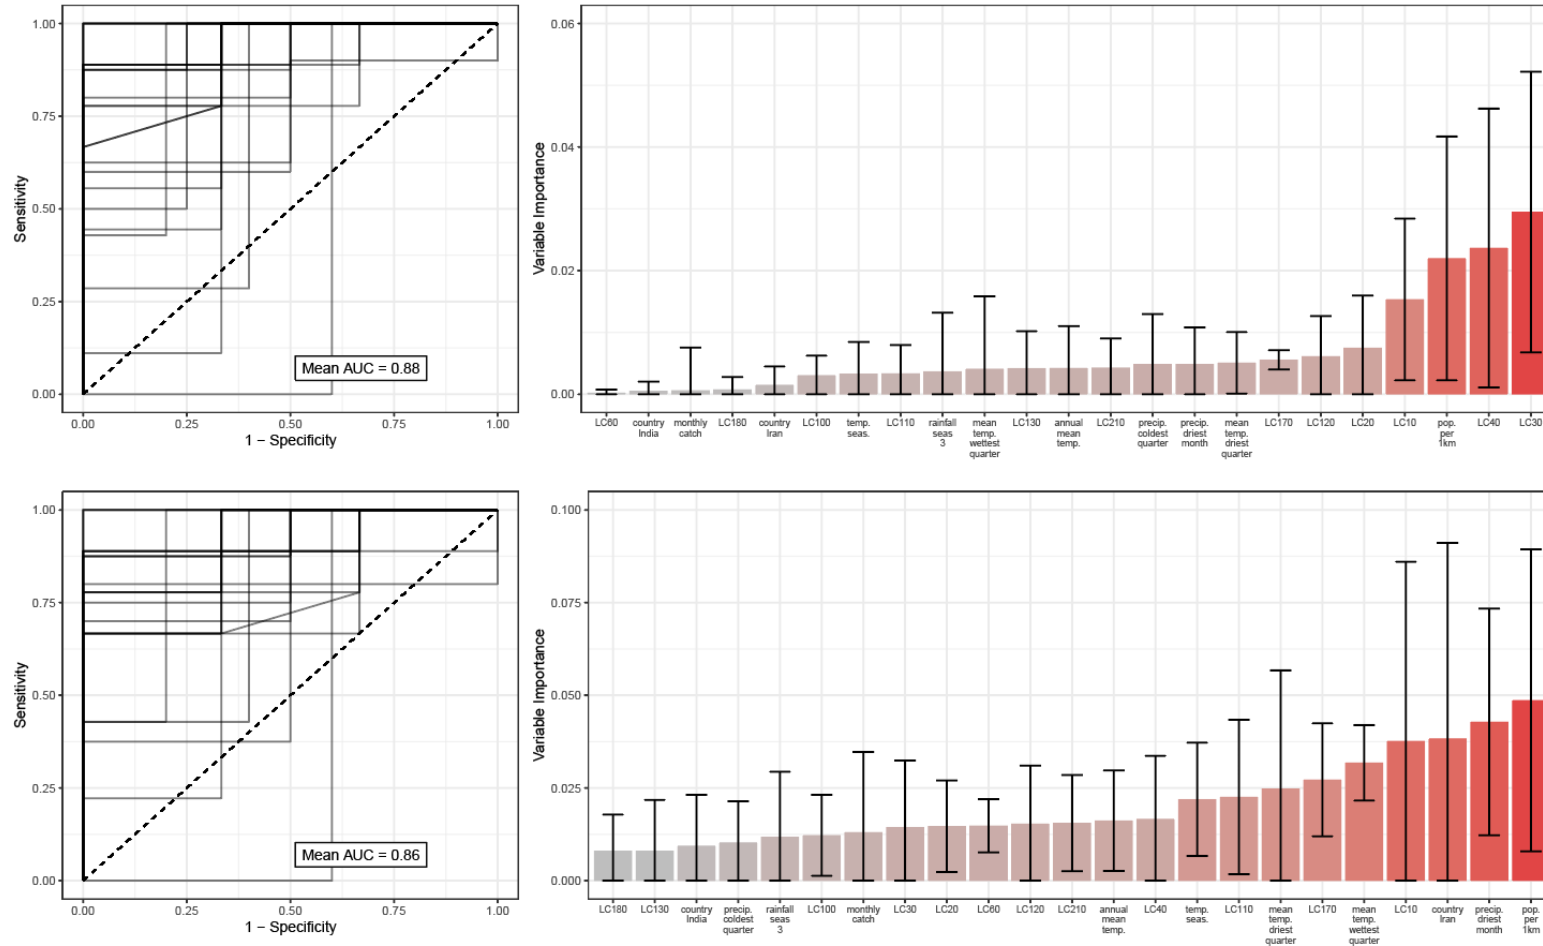 1.00
0.75
0.50
0.25
0.00
Sensitivity
Mean AUC = 0.88
0.00 0.25 0.50 0.75 1.00
1 − Specificity
0.06
0.04
0.02
0.00
Variable Importance
LC60
country
India
monthly
catch
LC180
country
Iran
LC100
temp.
seas.
LC110
rainfall
seas
3
mean
temp.
wettest
quarter
LC130
annual
mean
temp.
LC210
precip.
coldest
quarter
precip.
driest
month
mean
temp.
driest
quarter
LC170
LC120
LC20
LC10
pop.
per
1km
LC40
LC30
1.00
0.75
0.50
0.25
0.00
Sensitivity
Mean AUC = 0.86
0.00 0.25 0.50 0.75 1.00
1 − Specificity
0.100
0.075
0.050
0.025
0.000
Variable Importance
LC180
LC130
country
India
precip.
coldest
quarter
rainfall
seas
3
LC100
monthly
catch
LC30
LC20
LC60
LC120
LC210
annual
mean
temp.
LC40
temp.
seas.
LC110
mean
temp.
driest
quarter
LC170
mean
temp.
wettest
quarter
LC10
country
Iran
precip.
driest
month
pop.
per
1km